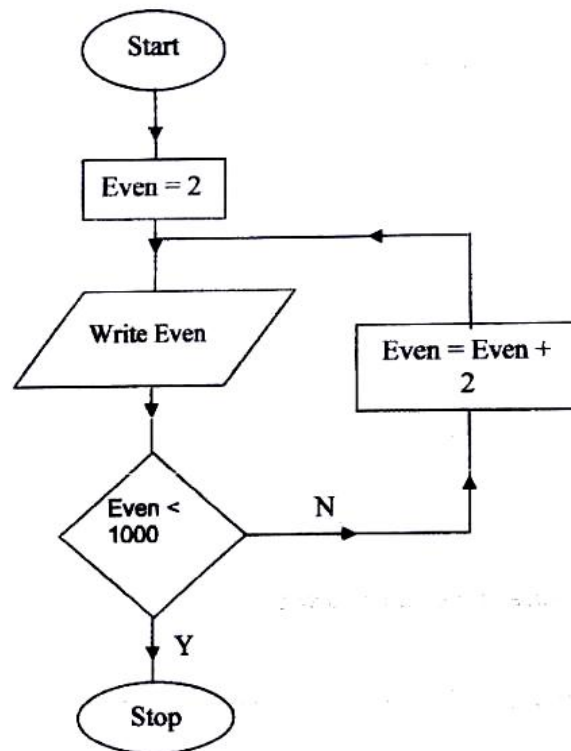 Start
Even = 2
Write Even
Even = Even +
2
Even <
1000
N
Y
Stop